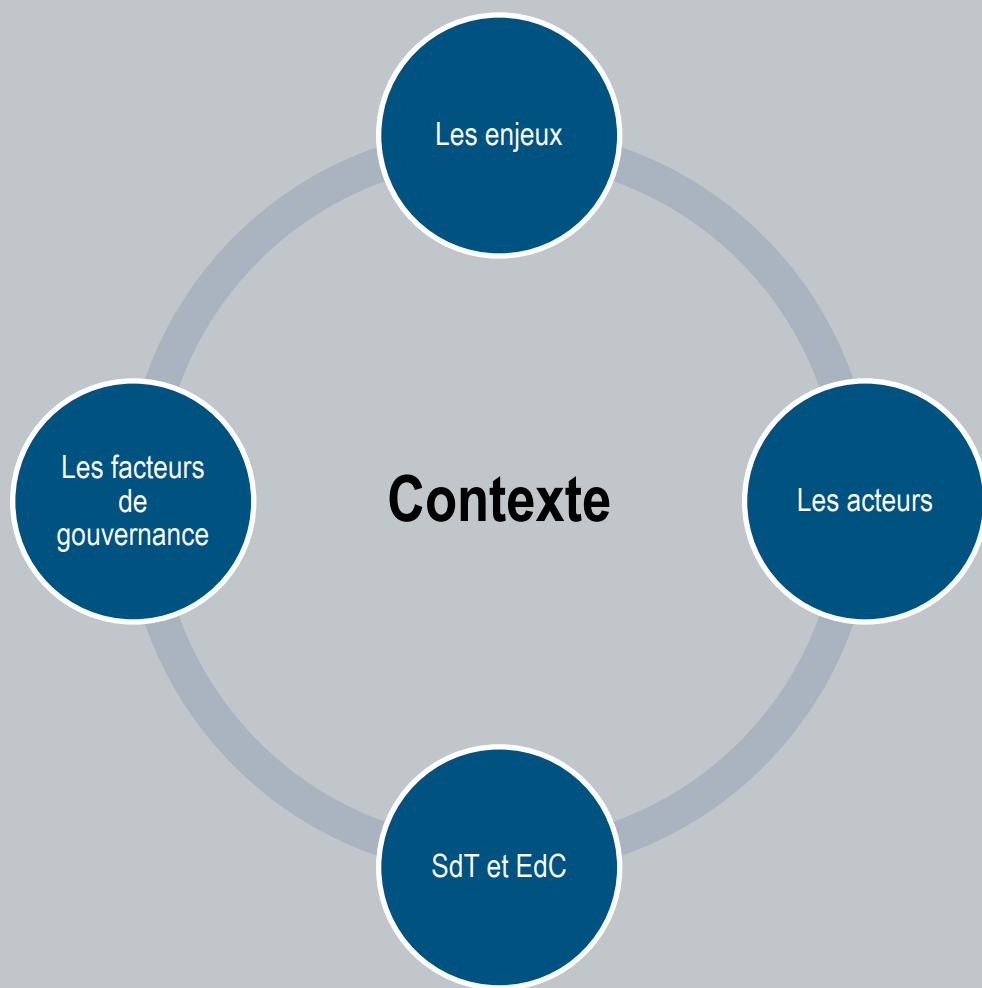 Les enjeux
Les facteurs
de
gouvernance
Contexte
Les acteurs
SdT et EdC